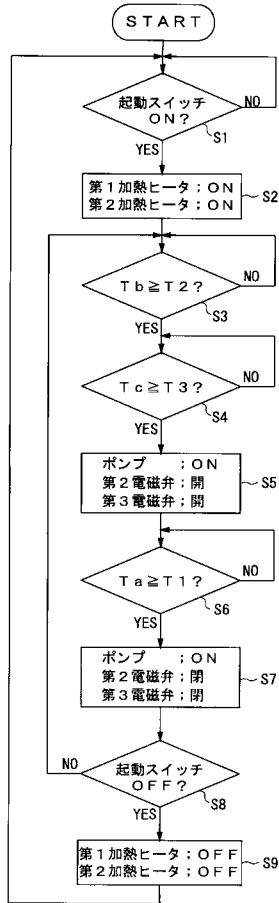 START
起動スイッチ
ON?
NO
S1
YES
第1加熱ヒータ;ON
第2加熱ヒータ;ON
S2
Tb≧T2?
NO
S3
YES
Tc≧T3?
NO
S4
YES
ポンプ ;ON
第2電磁弁;開
第3電磁弁;開
S5
Ta≧T1?
NO
S6
YES
ポンプ ;ON
第2電磁弁;閉
第3電磁弁;閉
S7
NO
起動スイッチ
OFF?
S8
YES
第1加熱ヒータ;OFF
第2加熱ヒータ;OFF
S9